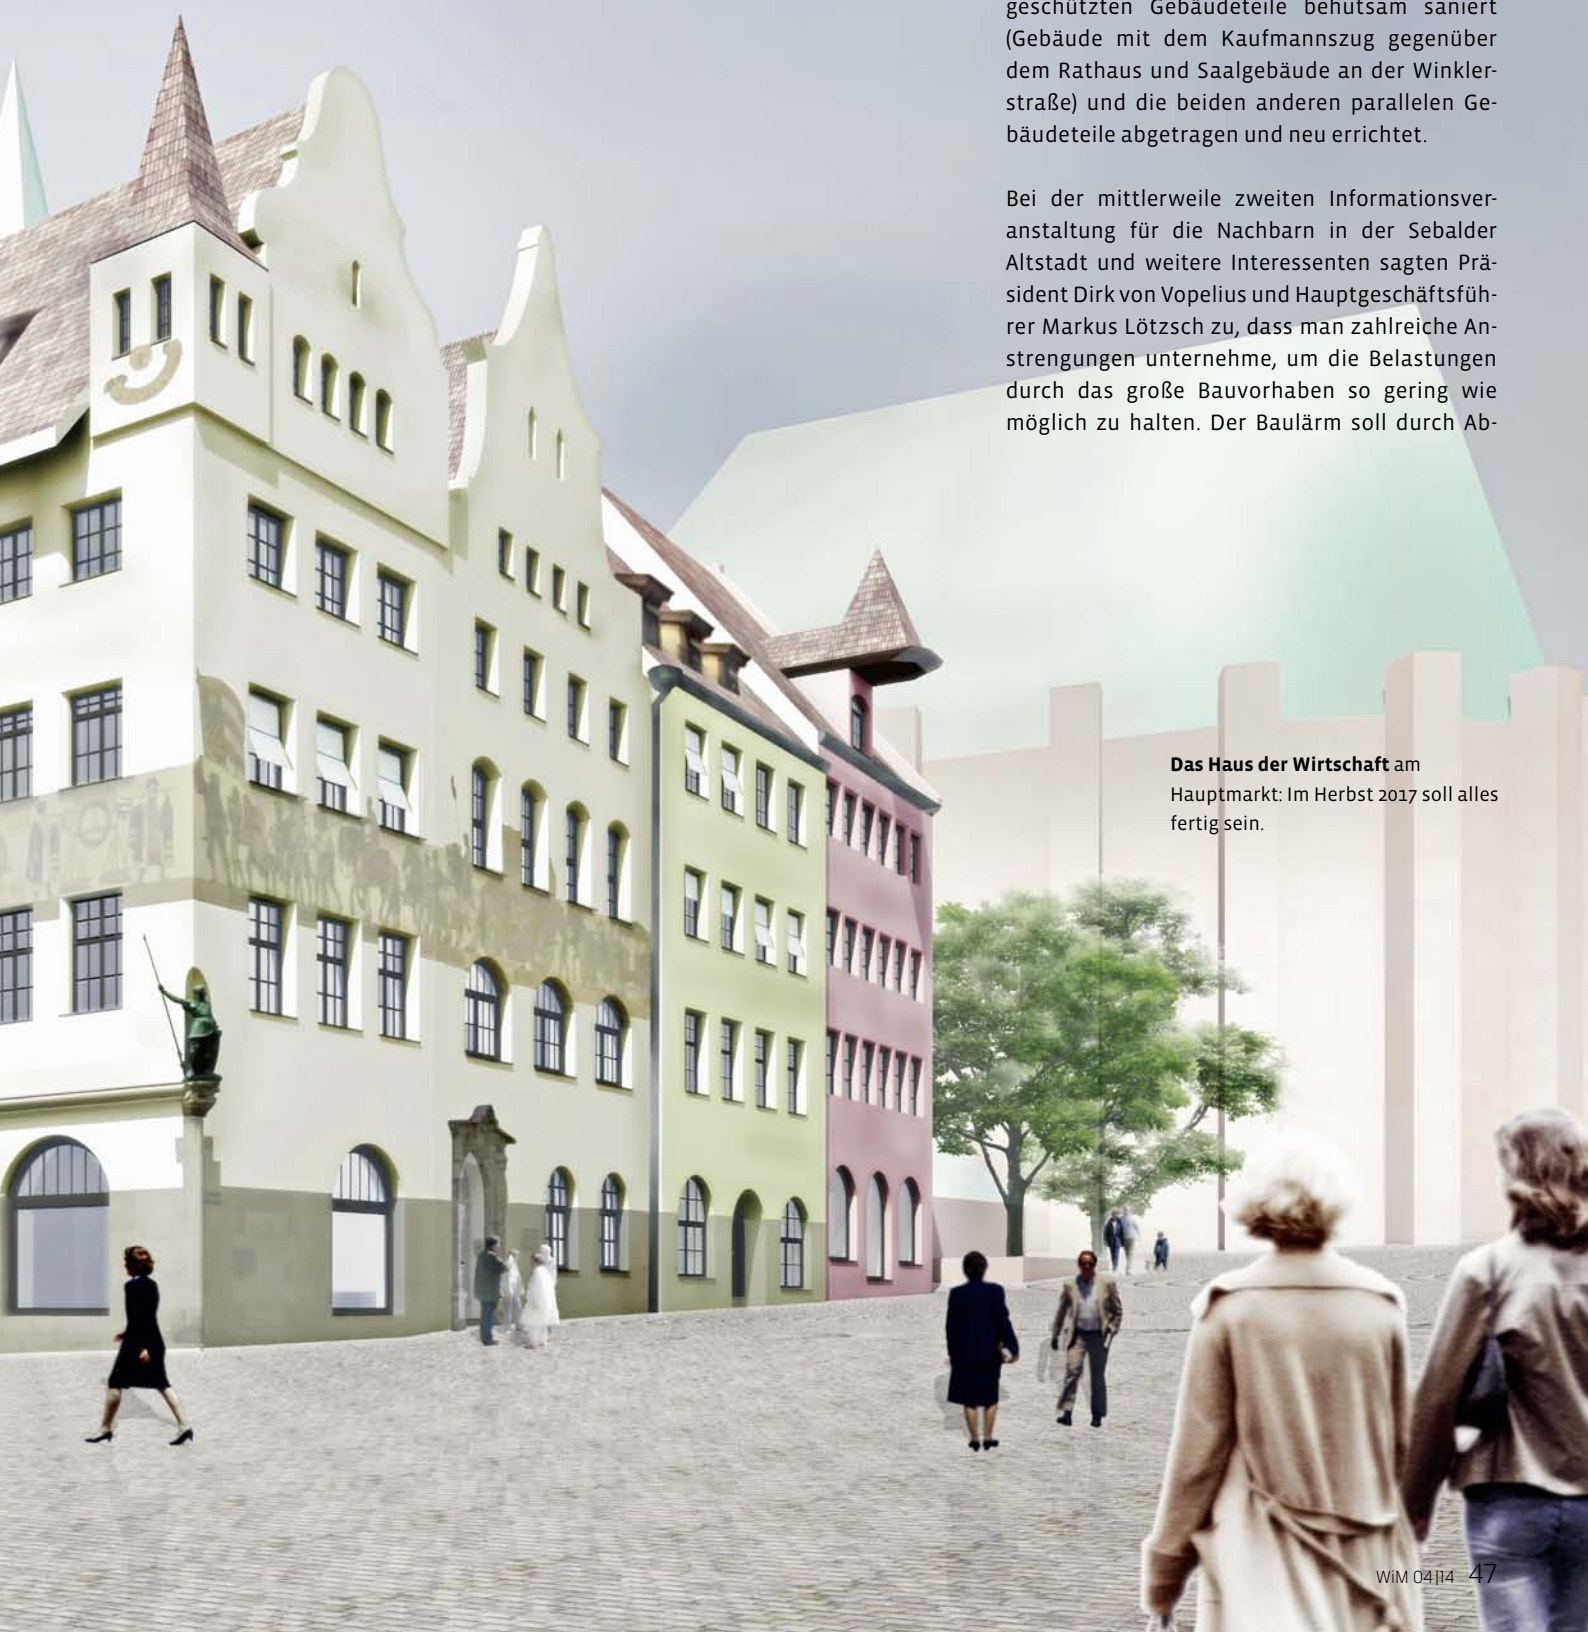 geschützten Gebäudeteile behutsam saniert
(Gebäude mit dem Kaufmannszug gegenüber
dem Rathaus und Saalgebäude an der Winkler-
straße) und die beiden anderen parallelen Ge-
bäudeteile abgetragen und neu errichtet.
Bei der mittlerweile zweiten Informationsver-
anstaltung für die Nachbarn in der Sebalder
Altstadt und weitere Interessenten sagten Prä-
sident Dirk von Vopelius und Hauptgeschäftsfüh-
rer Markus Lötzsch zu, dass man zahlreiche An-
strengungen unternehme, um die Belastungen
durch das große Bauvorhaben so gering wie
möglich zu halten. Der Baulärm soll durch Ab-
Das Haus der Wirtschaft am
Hauptmarkt: Im Herbst 2017 soll alles
fertig sein.
WiM 04|14 47